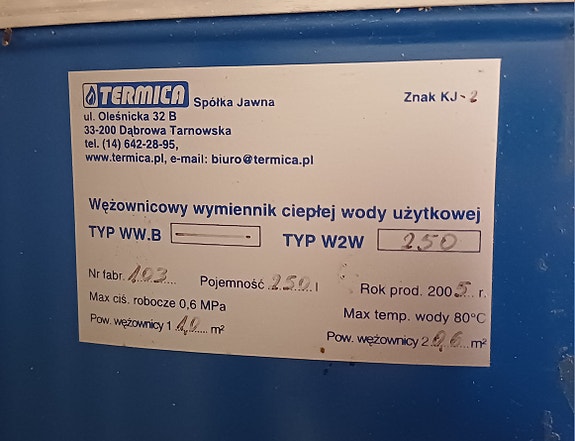 TERMICA Spółka Jawna Znak KJ-2
ul. Oleśnicka 32 B
33-200 Dąbrowa Tarnowska
tel. (14) 642-28-95,
www.termica.pl, e-mail: biuro@termica.pl
Wężownicowy wymiennik ciepłej wody użytkowej
TYP WW.B TYP W2W 250
Nr fabr. 103 Pojemność 250 l Rok prod. 2005 r.
Max ciś. robocze 0,6 MPa Max temp. wody 80°C
Pow. wężownicy 1 1,0 m² Pow. wężownicy 2 0,6 m²